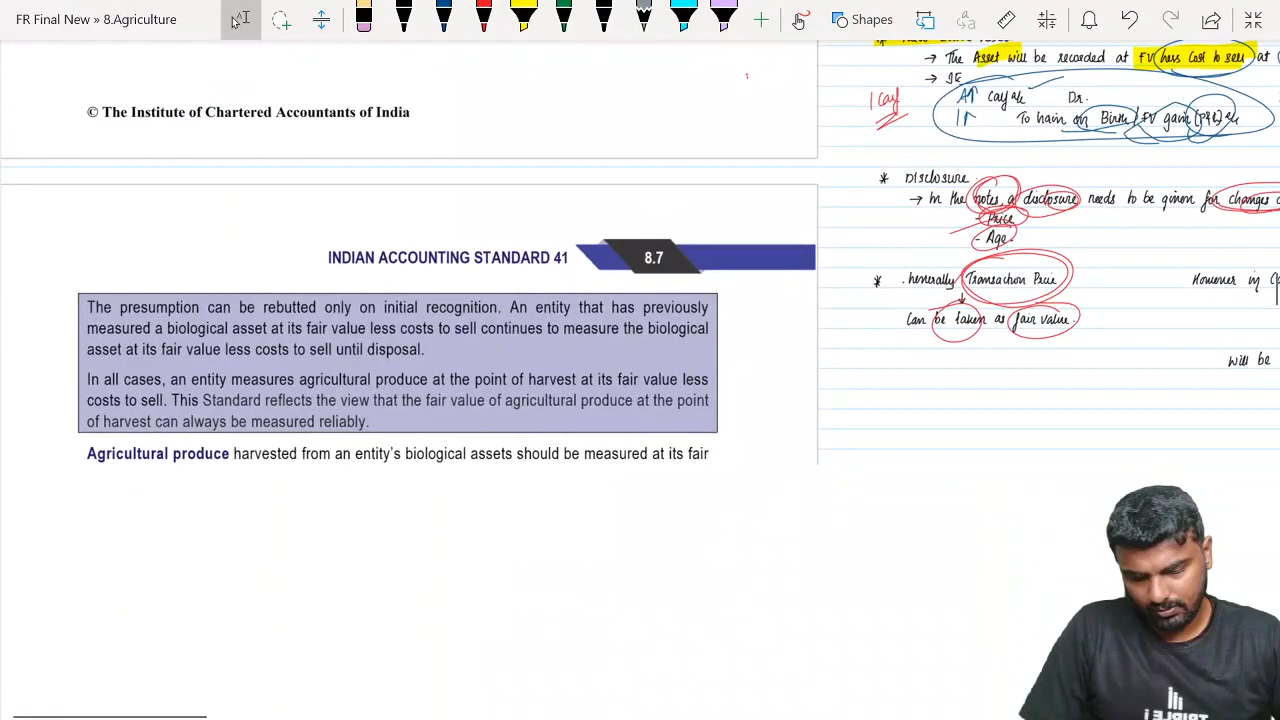 FR Final New » 8.Agriculture
Shapes
© The Institute of Chartered Accountants of India
INDIAN ACCOUNTING STANDARD 41
8.7
The presumption can be rebutted only on initial recognition. An entity that has previously
measured a biological asset at its fair value less costs to sell continues to measure the biological
asset at its fair value less costs to sell until disposal.
In all cases, an entity measures agricultural produce at the point of harvest at its fair value less
costs to sell. This Standard reflects the view that the fair value of agricultural produce at the point
of harvest can always be measured reliably.
Agricultural produce harvested from an entity's biological assets should be measured at its fair
→ The Asset will be recorded at FV less Cost to sell at
→ JE
1 Calf
A↑ Calf a/c Dr.
I↑ To Gain on Birth / FV gain (P&L) a/c
* Disclosure
→ In the notes, a disclosure needs to be given for changes
- Price
- Age
* Generally Transaction Price
Can be taken as fair value.
However in
will be
TRIPLE i